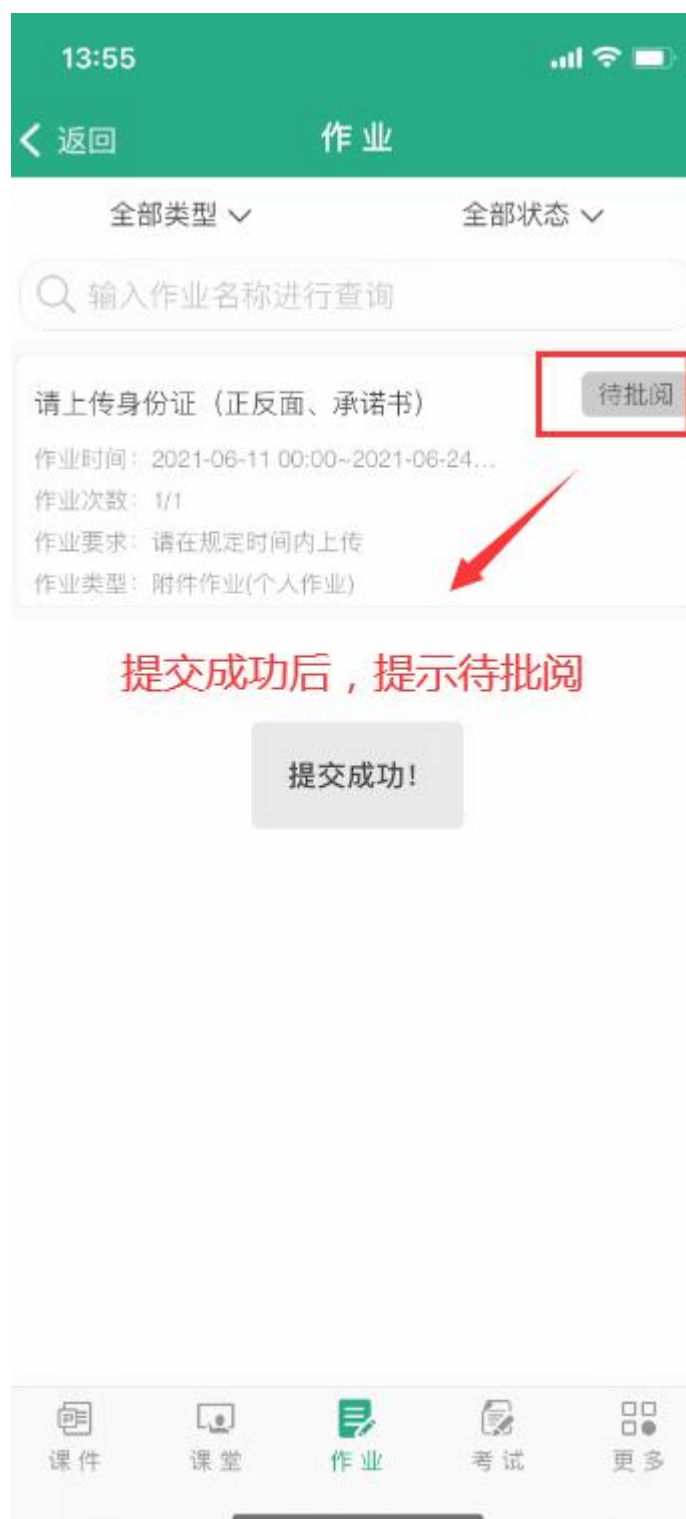 13:55
返回
作业
全部类型
全部状态
输入作业名称进行查询
请上传身份证（正反面、承诺书）
待批阅
作业时间：2021-06-11 00:00~2021-06-24...
作业次数：1/1
作业要求：请在规定时间内上传
作业类型：附件作业(个人作业)
提交成功后，提示待批阅
提交成功！
课件
课堂
作业
考试
更多